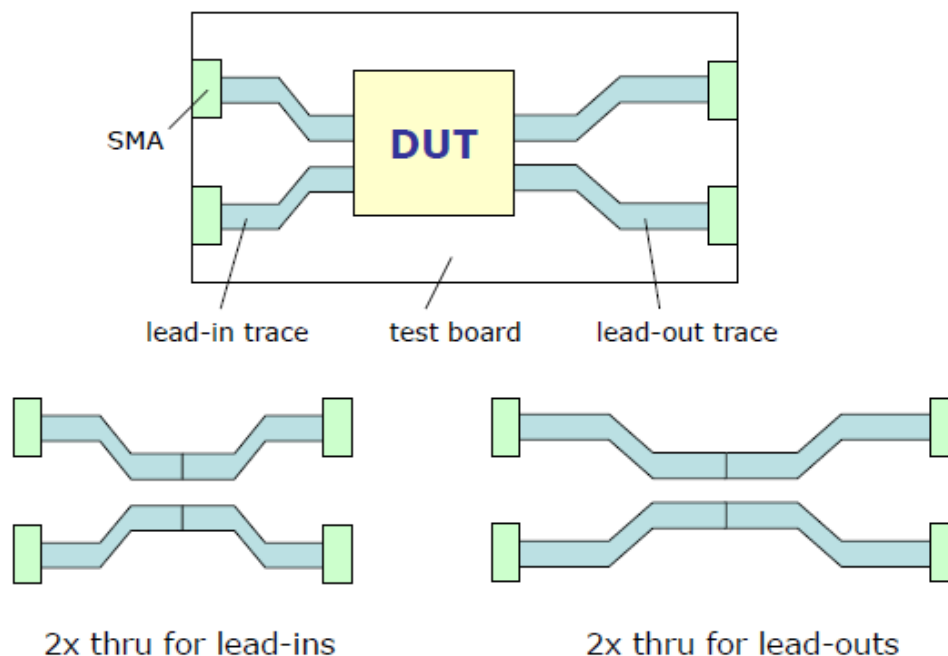 SMA
DUT
lead-in trace
test board
lead-out trace
2x thru for lead-ins
2x thru for lead-outs